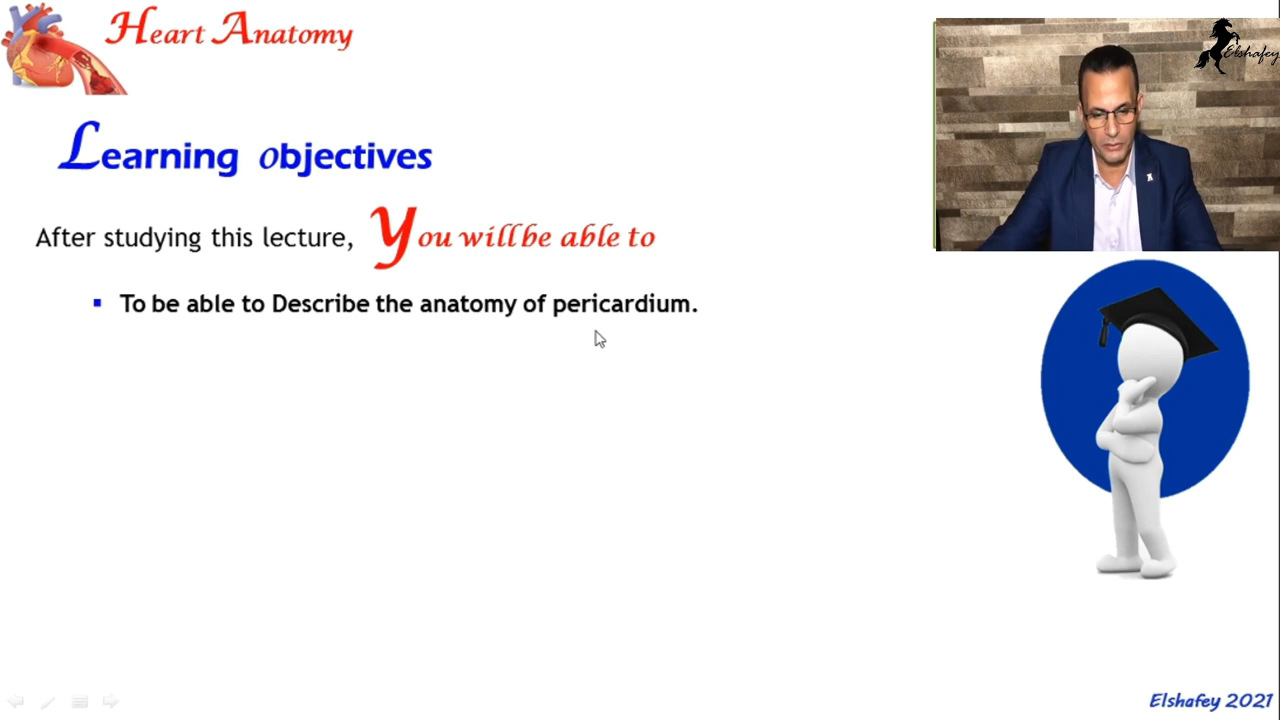 Heart Anatomy
Elshafey
Learning objectives
After studying this lecture, You will be able to
▪ To be able to Describe the anatomy of pericardium.
Elshafey 2021